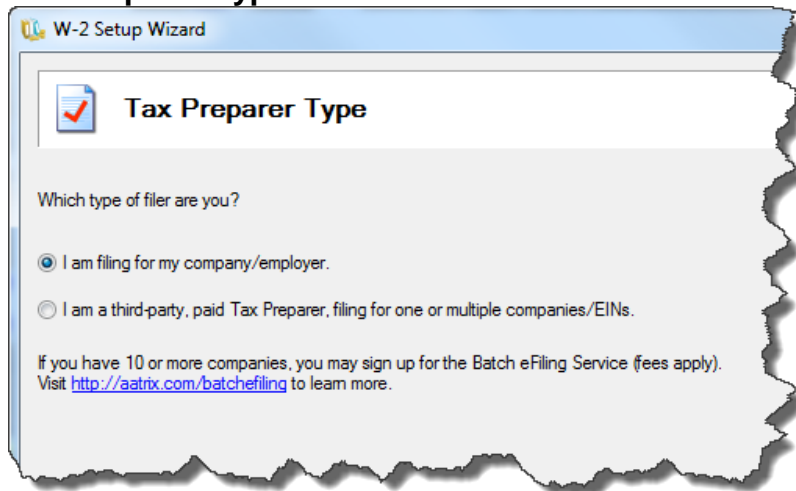 W-2 Setup Wizard
Tax Preparer Type
Which type of filer are you?
I am filing for my company/employer.
I am a third-party, paid Tax Preparer, filing for one or multiple companies/EINs.
If you have 10 or more companies, you may sign up for the Batch eFiling Service (fees apply).
Visit http://aatrix.com/batchefiling to learn more.